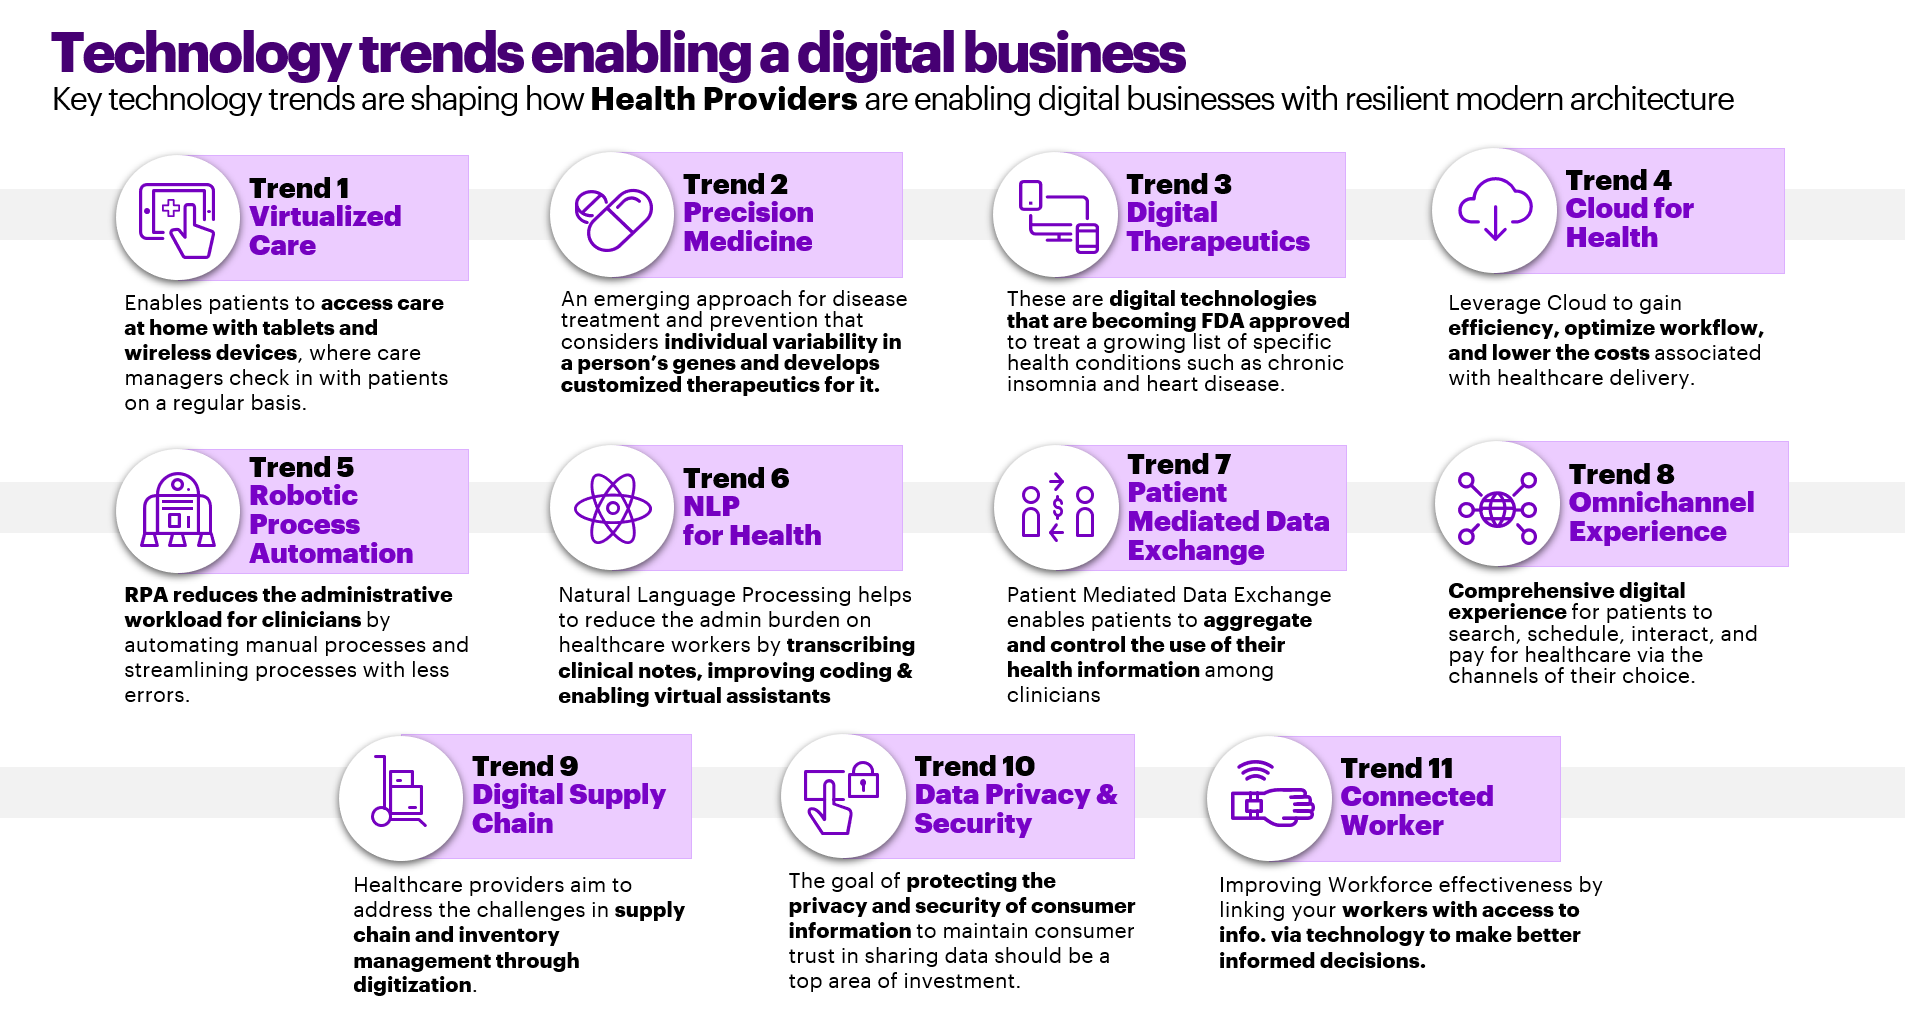 Technology trends enabling a digital business
Key technology trends are shaping how Health Providers are enabling digital businesses with resilient modern architecture
Trend 1
Virtualized
Care
Enables patients to access care
at home with tablets and
wireless devices, where care
managers check in with patients
on a regular basis.
Trend 2
Precision
Medicine
An emerging approach for disease
treatment and prevention that
considers individual variability in
a person’s genes and develops
customized therapeutics for it.
Trend 3
Digital
Therapeutics
These are digital technologies
that are becoming FDA approved
to treat a growing list of specific
health conditions such as chronic
insomnia and heart disease.
Trend 4
Cloud for
Health
Leverage Cloud to gain
efficiency, optimize workflow,
and lower the costs associated
with healthcare delivery.
Trend 5
Robotic
Process
Automation
RPA reduces the administrative
workload for clinicians by
automating manual processes and
streamlining processes with less
errors.
Trend 6
NLP
for Health
Natural Language Processing helps
to reduce the admin burden on
healthcare workers by transcribing
clinical notes, improving coding &
enabling virtual assistants
Trend 7
Patient
Mediated Data
Exchange
$
Patient Mediated Data Exchange
enables patients to aggregate
and control the use of their
health information among
clinicians
Trend 8
Omnichannel
Experience
Comprehensive digital
experience for patients to
search, schedule, interact, and
pay for healthcare via the
channels of their choice.
Trend 9
Digital Supply
Chain
Healthcare providers aim to
address the challenges in supply
chain and inventory
management through
digitization.
Trend 10
Data Privacy &
Security
The goal of protecting the
privacy and security of consumer
information to maintain consumer
trust in sharing data should be a
top area of investment.
Trend 11
Connected
Worker
Improving Workforce effectiveness by
linking your workers with access to
info. via technology to make better
informed decisions.